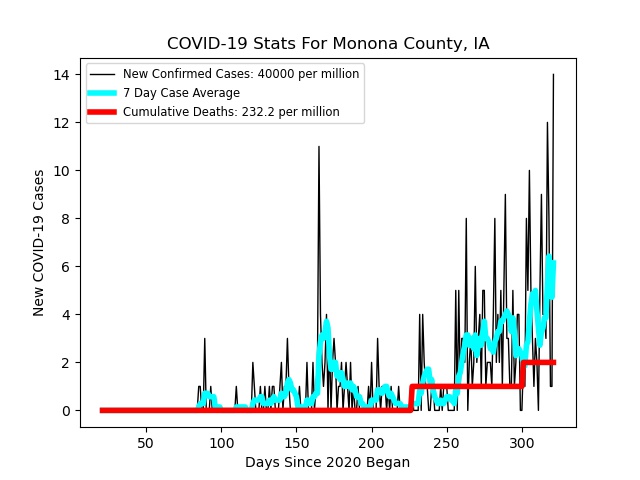 COVID-19 Stats For Monona County, IA
New Confirmed Cases: 40000 per million
7 Day Case Average
Cumulative Deaths: 232.2 per million
New COVID-19 Cases
14
12
10
8
6
4
2
0
50 100 150 200 250 300
Days Since 2020 Began